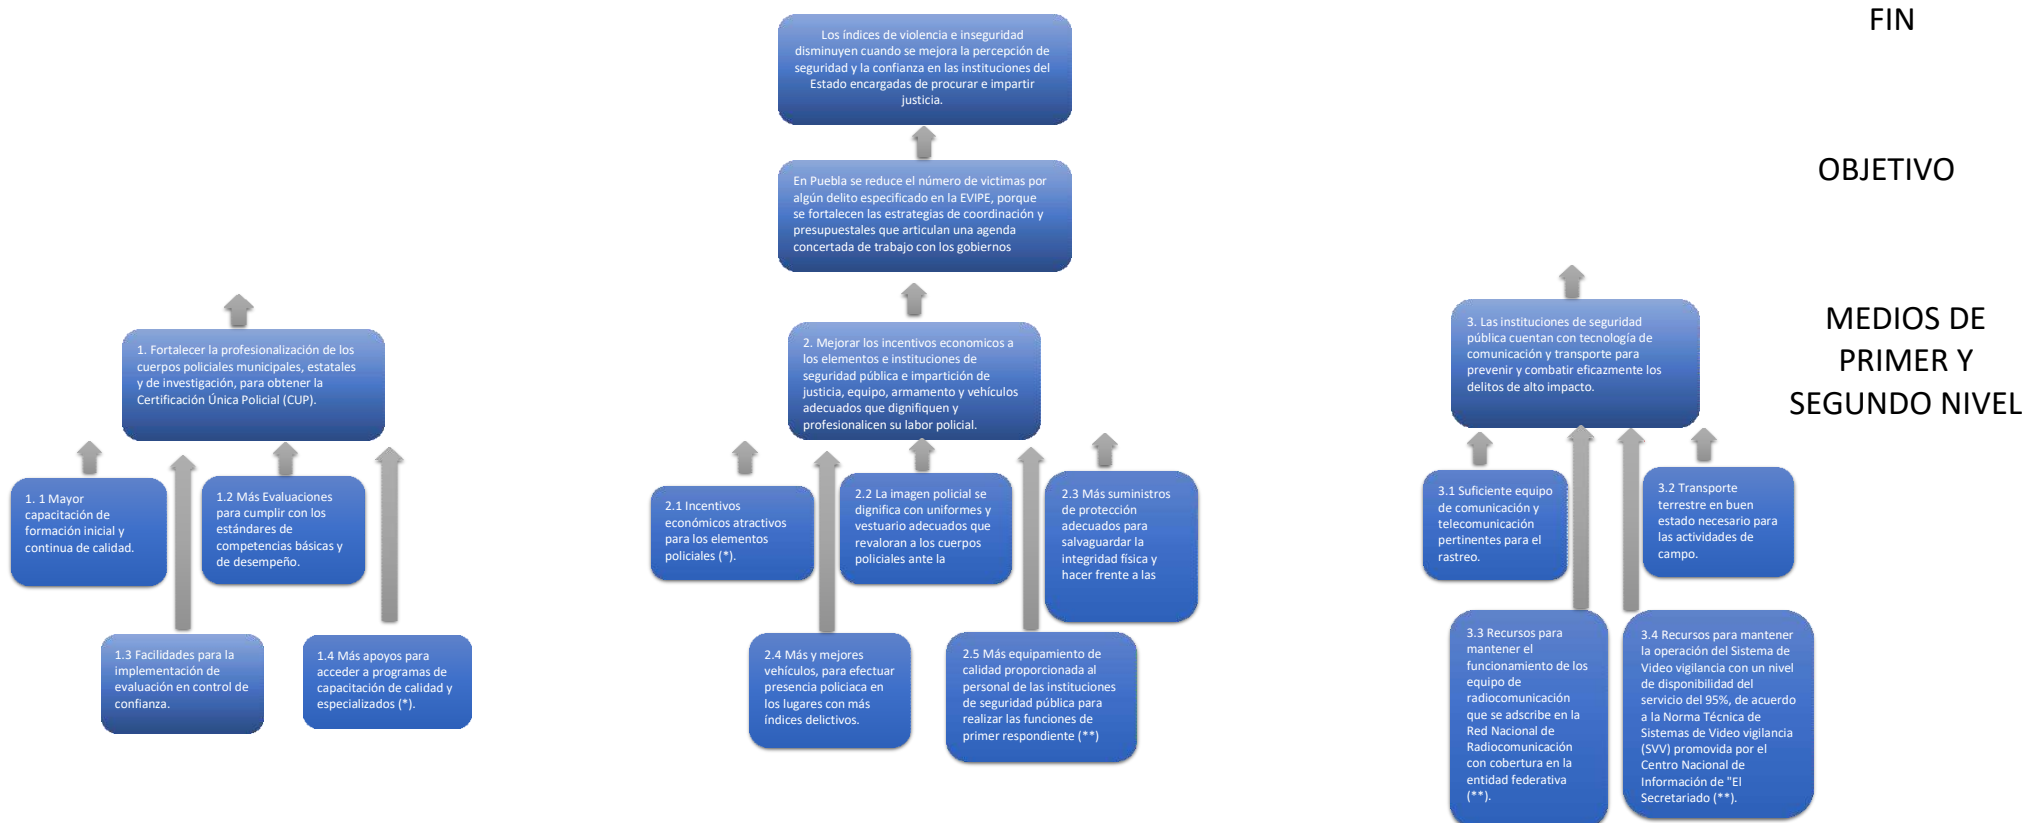 FIN
Los índices de violencia e inseguridad
disminuyen cuando se mejora la percepción de
seguridad y la confianza en las instituciones del
Estado encargadas de procurar e impartir
justicia.
OBJETIVO
En Puebla se reduce el número de victimas por
algún delito especificado en la EVIPE, porque
se fortalecen las estrategias de coordinación y
presupuestales que articulan una agenda
concertada de trabajo con los gobiernos
MEDIOS DE
PRIMER Y
SEGUNDO NIVEL
1. Fortalecer la profesionalización de los
cuerpos policiales municipales, estatales
y de investigación, para obtener la
Certificación Única Policial (CUP).
2. Mejorar los incentivos economicos a
los elementos e instituciones de
seguridad pública e impartición de
justicia, equipo, armamento y vehículos
adecuados que dignifiquen y
profesionalicen su labor policial.
3. Las instituciones de seguridad
pública cuentan con tecnología de
comunicación y transporte para
prevenir y combatir eficazmente los
delitos de alto impacto.
1. 1 Mayor
capacitación de
formación inicial y
continua de calidad.
1.2 Más Evaluaciones
para cumplir con los
estándares de
competencias básicas y
de desempeño.
2.1 Incentivos
económicos atractivos
para los elementos
policiales (*).
2.2 La imagen policial se
dignifica con uniformes y
vestuario adecuados que
revaloran a los cuerpos
policiales ante la
2.3 Más suministros
de protección
adecuados para
salvaguardar la
integridad física y
hacer frente a las
3.1 Suficiente equipo
de comunicación y
telecomunicación
pertinentes para el
rastreo.
3.2 Transporte
terrestre en buen
estado necesario para
las actividades de
campo.
1.3 Facilidades para la
implementación de
evaluación en control de
confianza.
1.4 Más apoyos para
acceder a programas de
capacitación de calidad y
especializados (*).
2.4 Más y mejores
vehículos, para efectuar
presencia policiaca en
los lugares con más
índices delictivos.
2.5 Más equipamiento de
calidad proporcionada al
personal de las instituciones
de seguridad pública para
realizar las funciones de
primer respondiente (**)
3.3 Recursos para
mantener el
funcionamiento de los
equipo de
radiocomunicación
que se adscribe en la
Red Nacional de
Radiocomunicación
con cobertura en la
entidad federativa
(**).
3.4 Recursos para mantener
la operación del Sistema de
Video vigilancia con un nivel
de disponibilidad del
servicio del 95%, de acuerdo
a la Norma Técnica de
Sistemas de Video vigilancia
(SVV) promovida por el
Centro Nacional de
Información de "El
Secretariado (**).